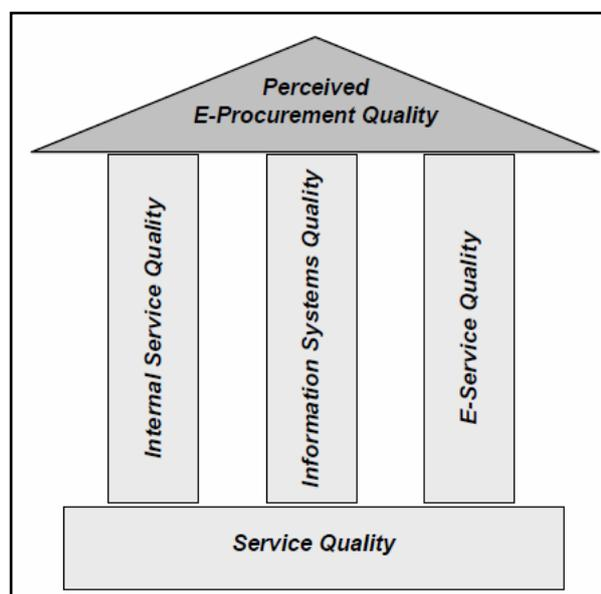 Perceived
E-Procurement Quality
Internal Service Quality
Information Systems Quality
E-Service Quality
Service Quality